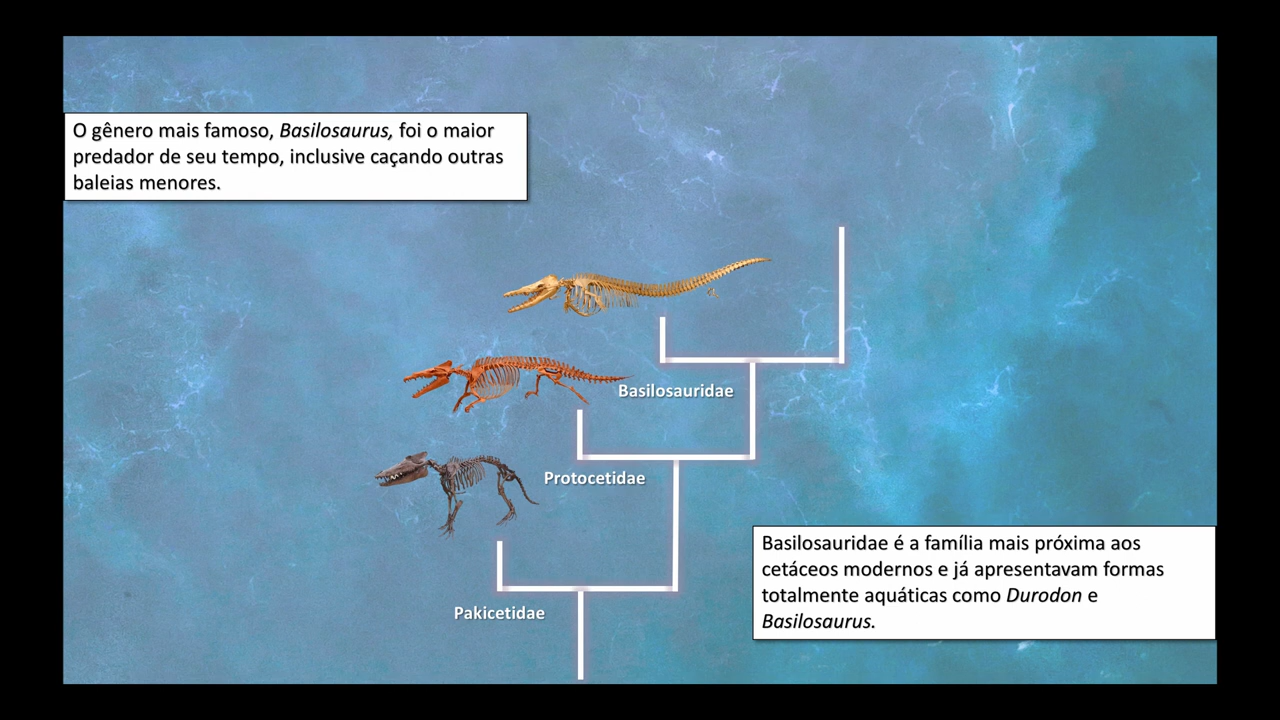 O gênero mais famoso, Basilosaurus, foi o maior
predador de seu tempo, inclusive caçando outras
baleias menores.
Basilosauridae
Protocetidae
Pakicetidae
Basilosauridae é a família mais próxima aos
cetáceos modernos e já apresentavam formas
totalmente aquáticas como Durodon e
Basilosaurus.